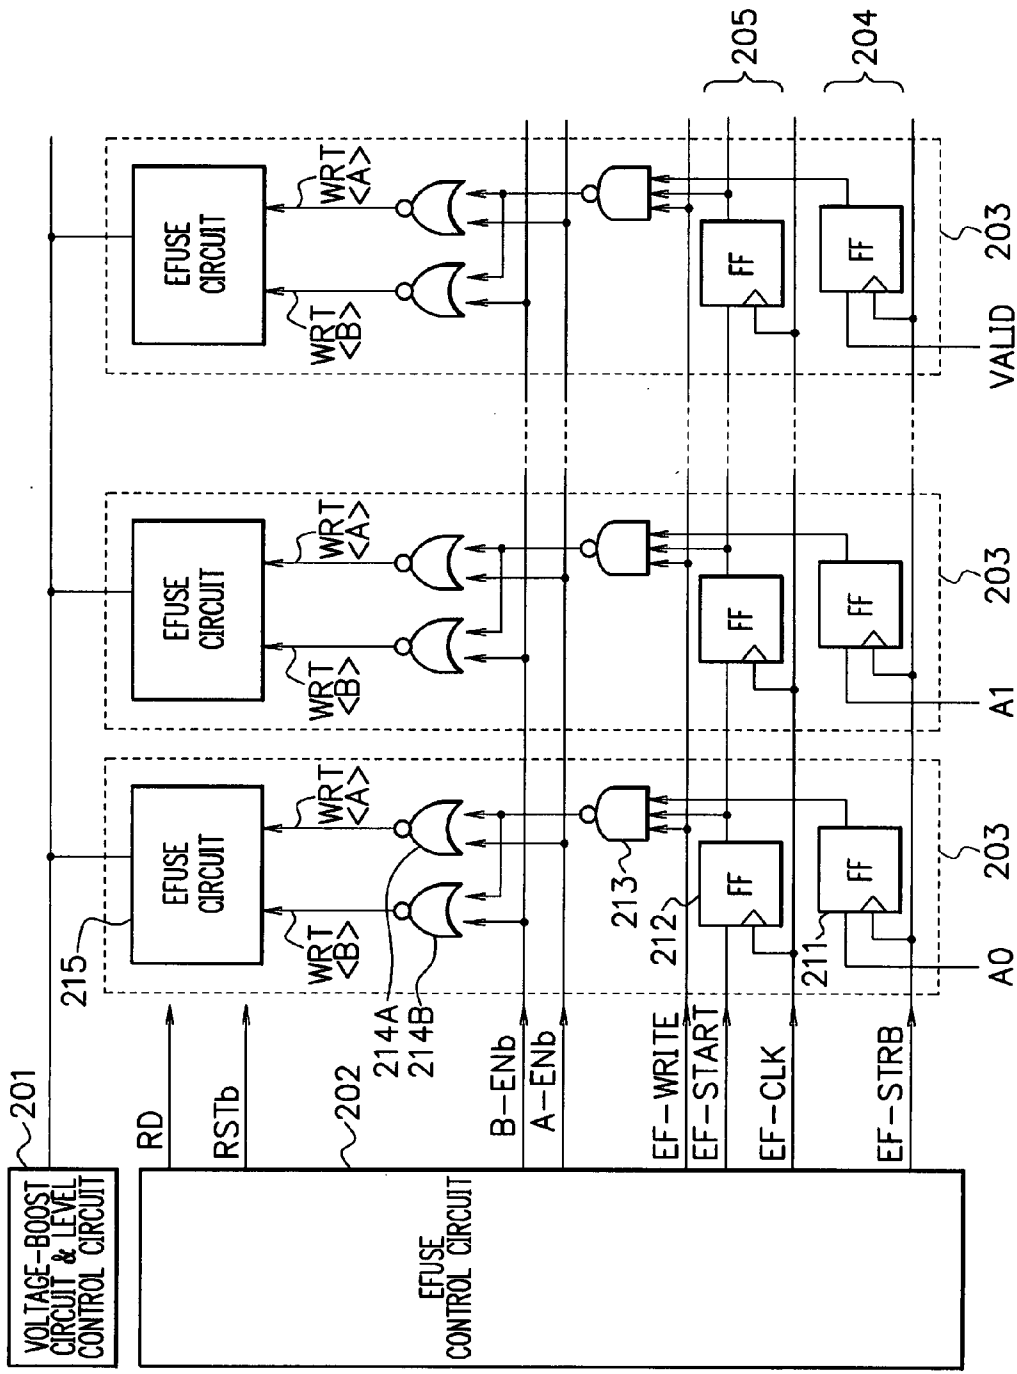 VOLTAGE-BOOST
CIRCUIT & LEVEL
CONTROL CIRCUIT
201
EFUSE
CONTROL CIRCUIT
202
RD
RSTb
B-ENb
A-ENb
EF-WRITE
EF-START
EF-CLK
EF-STRB
215
EFUSE
CIRCUIT
WRT
<B>
WRT
<A>
214A
214B
213
212
FF
211
FF
A0
203
EFUSE
CIRCUIT
WRT
<B>
WRT
<A>
FF
FF
A1
203
EFUSE
CIRCUIT
WRT
<B>
WRT
<A>
FF
FF
VALID
203
205
204